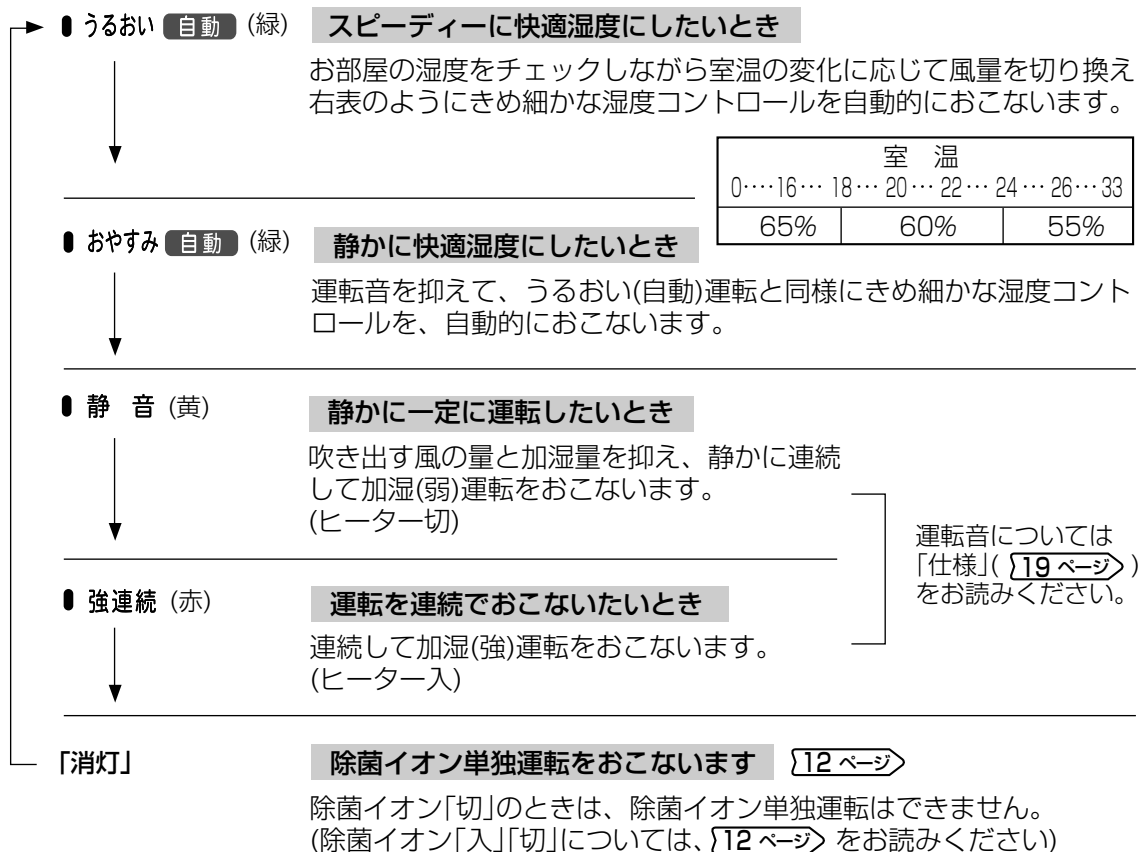 うるおい 自動 (緑) スピーディーに快適湿度にしたいとき
お部屋の湿度をチェックしながら室温の変化に応じて風量を切り換え
右表のようにきめ細かな湿度コントロールを自動的におこないます。
室 温
0‥‥16‥‥18‥‥20‥‥22‥‥24‥‥26‥‥33
65% 60% 55%
おやすみ 自動 (緑) 静かに快適湿度にしたいとき
運転音を抑えて、うるおい(自動)運転と同様にきめ細かな湿度コント
ロールを、自動的におこないます。
静 音 (黄) 静かに一定に運転したいとき
吹き出す風の量と加湿量を抑え、静かに連続
して加湿(弱)運転をおこないます。
(ヒーター切)
強連続 (赤) 運転を連続でおこないたいとき
連続して加湿(強)運転をおこないます。
(ヒーター入)
運転音については
「仕様」( 19 ページ )
をお読みください。
「消灯」 除菌イオン単独運転をおこないます 12 ページ
除菌イオン「切」のときは、除菌イオン単独運転はできません。
(除菌イオン「入」「切」については、12 ページ をお読みください)